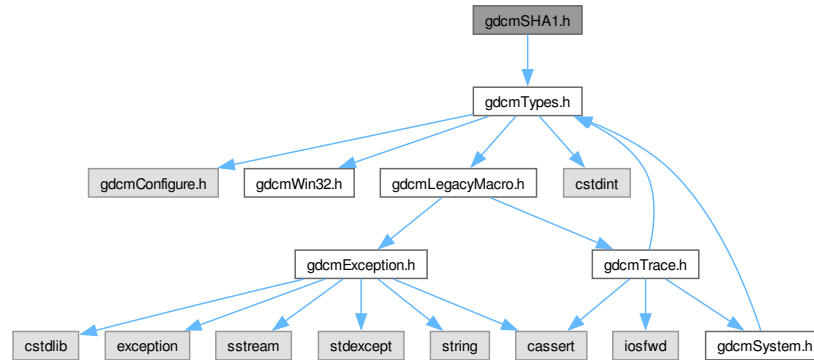 gdcmSHA1.h
gdcmTypes.h
gdcmConfigure.h
gdcmWin32.h
gdcmLegacyMacro.h
cstdint
gdcmException.h
gdcmTrace.h
cstdlib
exception
sstream
stdexcept
string
cassert
iosfwd
gdcmSystem.h